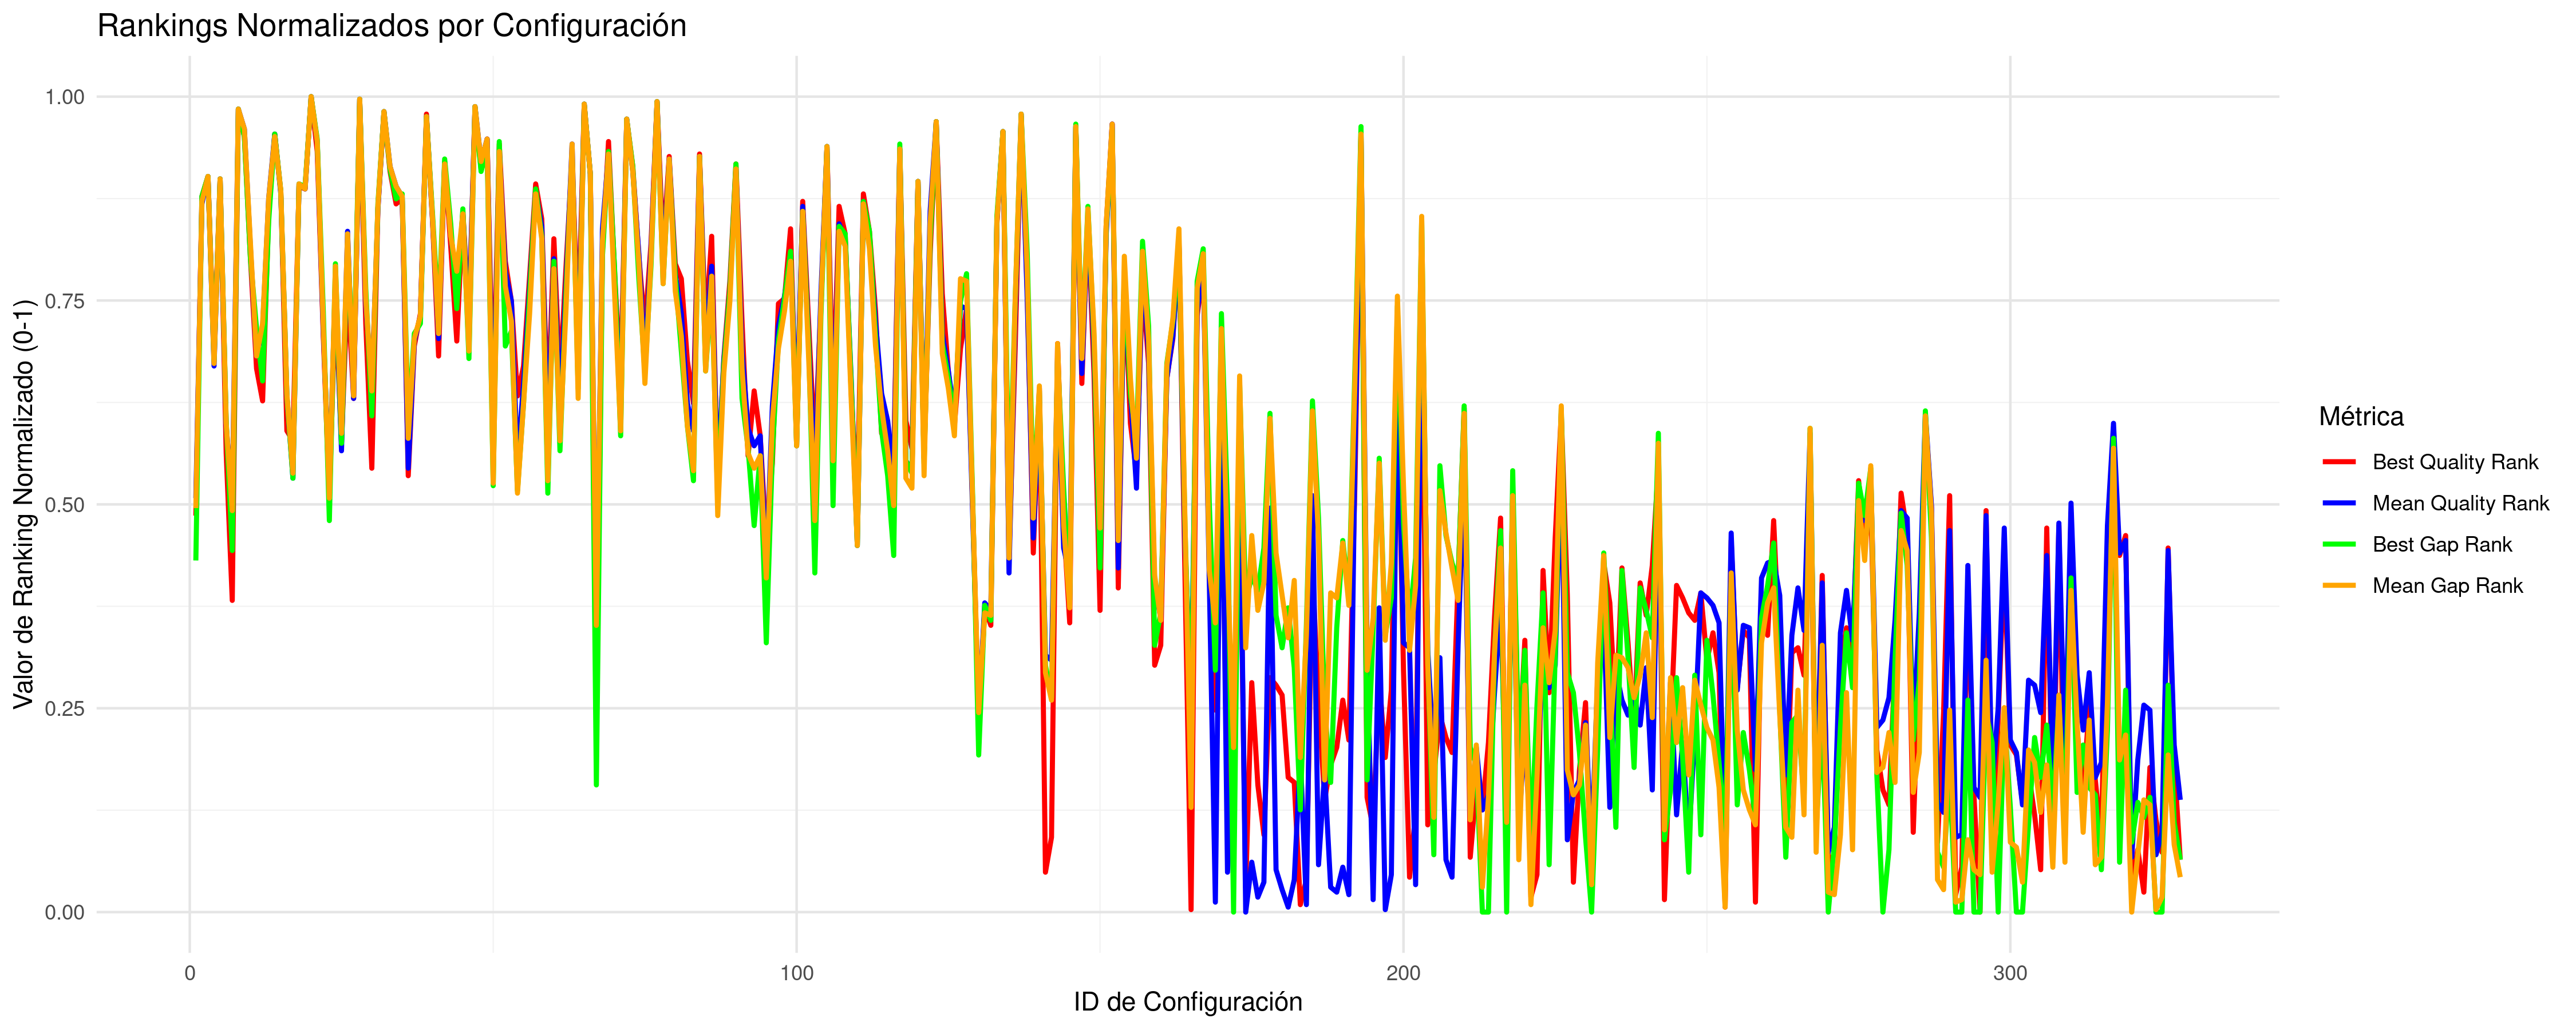 Rankings Normalizados por Configuración
Valor de Ranking Normalizado (0-1)
1.00
0.75
0.50
0.25
0.00
0
100
200
300
ID de Configuración
Métrica
Best Quality Rank
Mean Quality Rank
Best Gap Rank
Mean Gap Rank